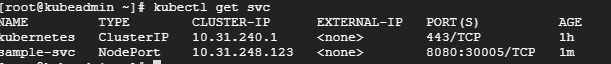 [root@kubeadmin ~]# kubectl get svc
NAME TYPE CLUSTER-IP EXTERNAL-IP PORT(S) AGE
kubernetes ClusterIP 10.31.240.1 <none> 443/TCP 1h
sample-svc NodePort 10.31.248.123 <none> 8080:30005/TCP 1m